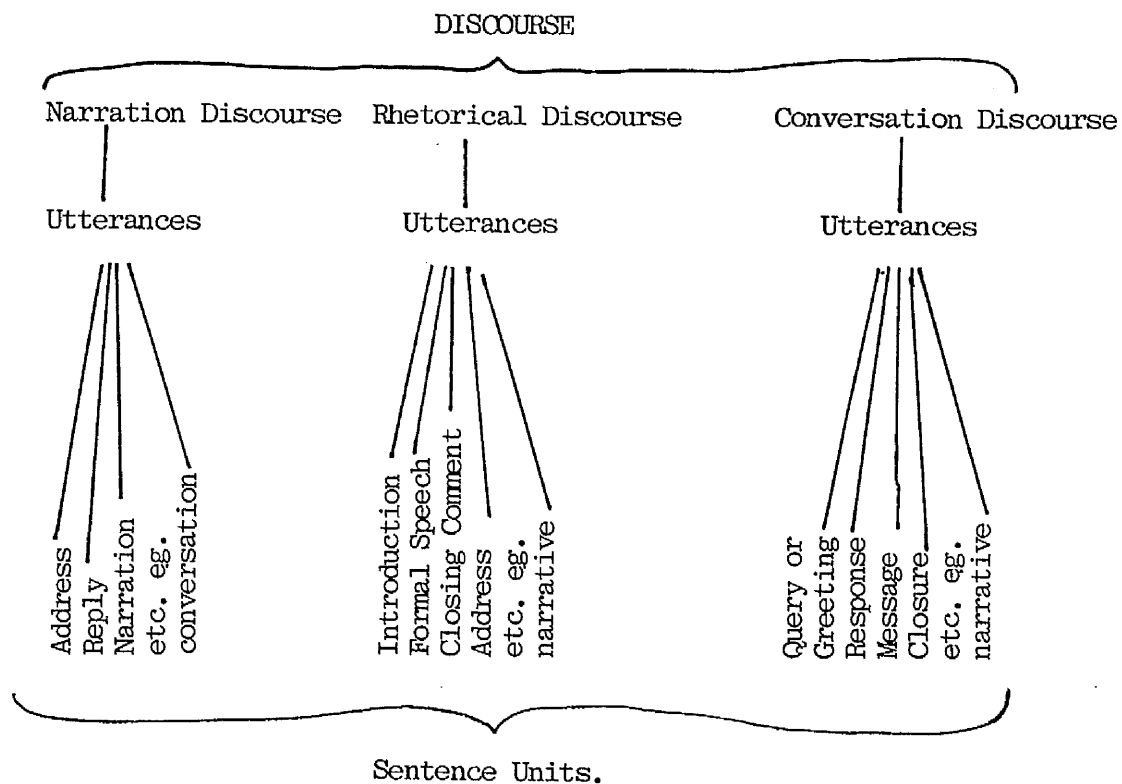 DISCOURSE
Narration Discourse Rhetorical Discourse Conversation Discourse
Utterances Utterances Utterances
Address
Reply
Narration
etc. eg.
conversation
Introduction
Formal Speech
Closing Comment
Address
etc. eg.
narrative
Query or
Greeting
Response
Message
Closure
etc. eg.
narrative
Sentence Units.